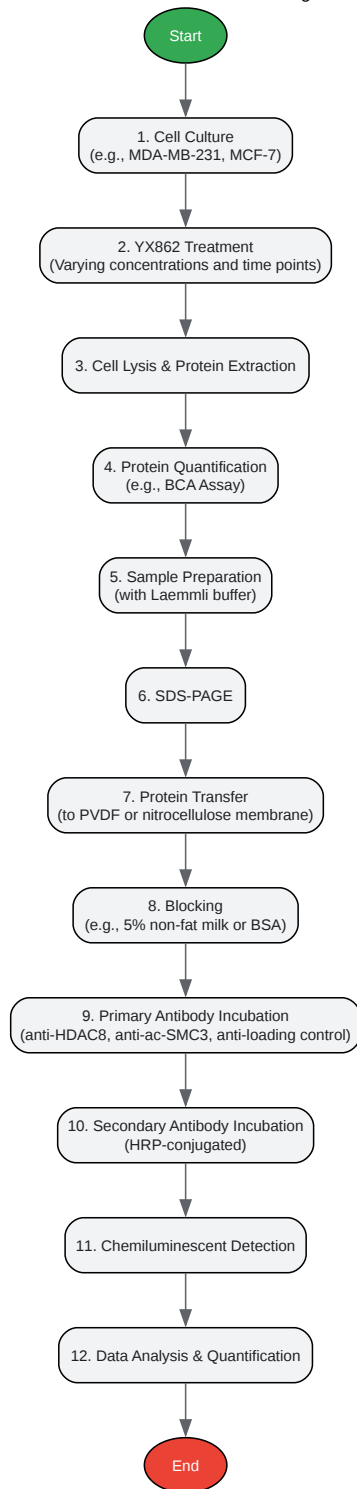 Start
1. Cell Culture
(e.g., MDA-MB-231, MCF-7)
2. YX862 Treatment
(Varying concentrations and time points)
3. Cell Lysis & Protein Extraction
4. Protein Quantification
(e.g., BCA Assay)
5. Sample Preparation
(with Laemmli buffer)
6. SDS-PAGE
7. Protein Transfer
(to PVDF or nitrocellulose membrane)
8. Blocking
(e.g., 5% non-fat milk or BSA)
9. Primary Antibody Incubation
(anti-HDAC8, anti-ac-SMC3, anti-loading control)
10. Secondary Antibody Incubation
(HRP-conjugated)
11. Chemiluminescent Detection
12. Data Analysis & Quantification
End